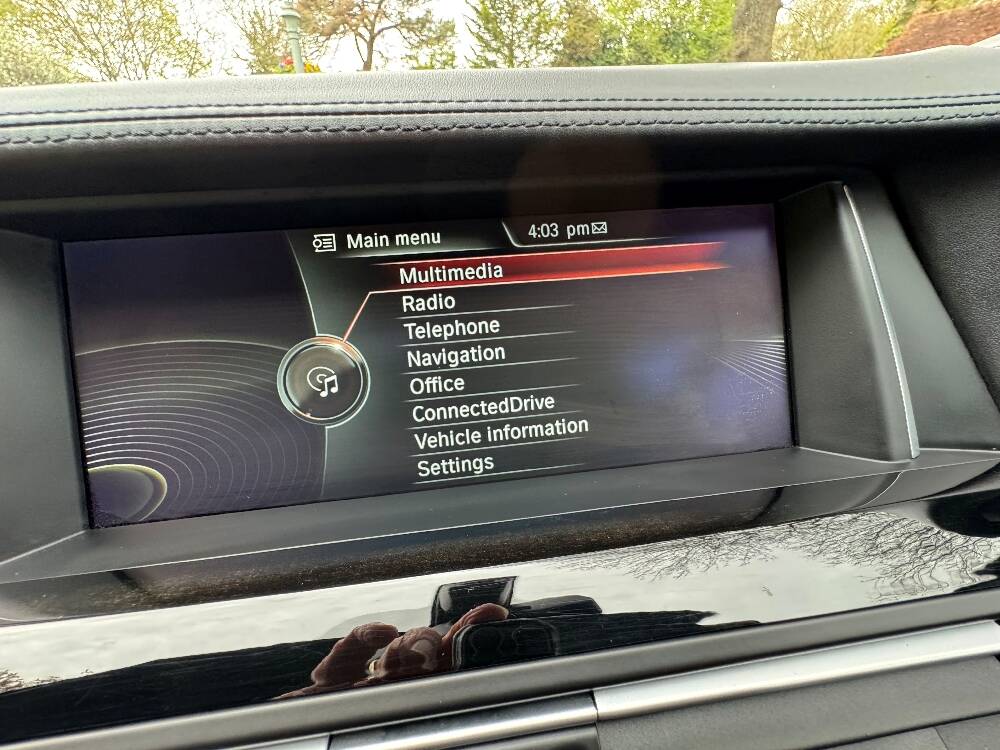 Main menu
4:03 pm
Multimedia
Radio
Telephone
Navigation
Office
ConnectedDrive
Vehicle information
Settings